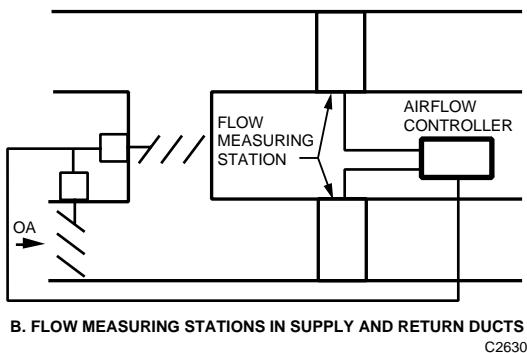 FLOW
MEASURING
STATION
AIRFLOW
CONTROLLER
OA
B. FLOW MEASURING STATIONS IN SUPPLY AND RETURN DUCTS
C2630